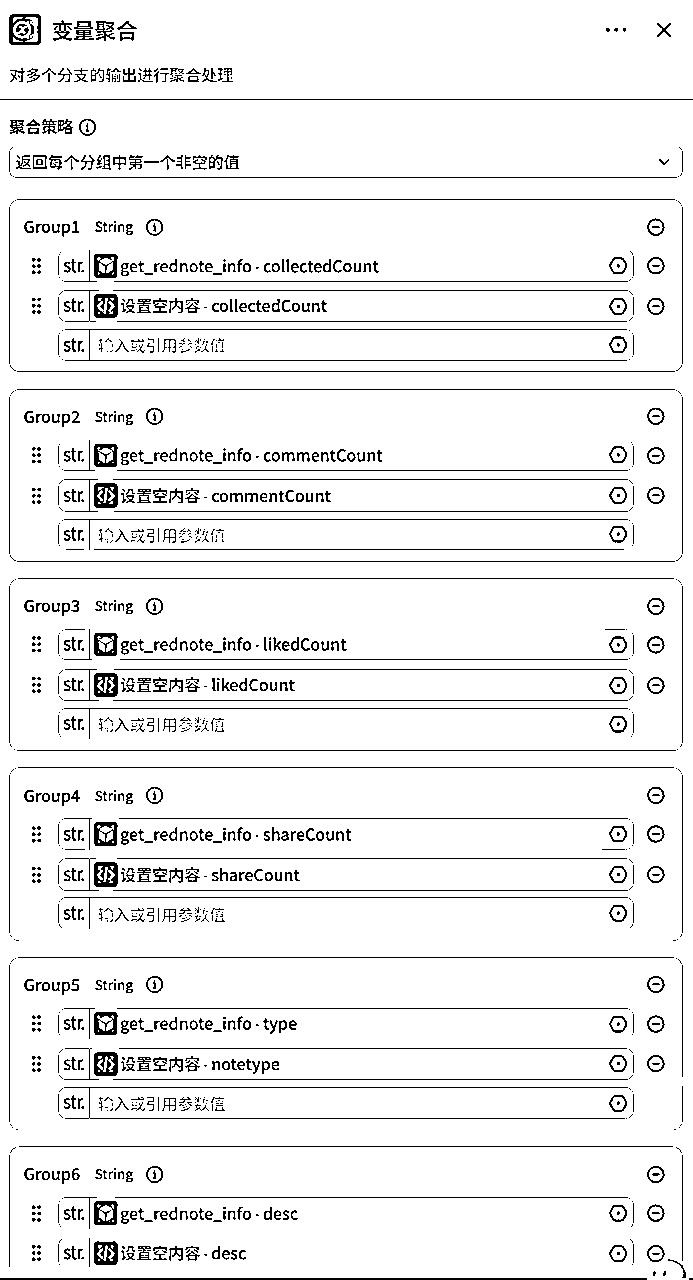 变量聚合
对多个分支的输出进行聚合处理
聚合策略
返回每个分组中第一个非空的值
Group1 String
str. get_rednote_info - collectedCount
str. 设置空内容 - collectedCount
str. 输入或引用参数值
Group2 String
str. get_rednote_info - commentCount
str. 设置空内容 - commentCount
str. 输入或引用参数值
Group3 String
str. get_rednote_info - likedCount
str. 设置空内容 - likedCount
str. 输入或引用参数值
Group4 String
str. get_rednote_info - shareCount
str. 设置空内容 - shareCount
str. 输入或引用参数值
Group5 String
str. get_rednote_info - type
str. 设置空内容 - notetype
str. 输入或引用参数值
Group6 String
str. get_rednote_info - desc
str. 设置空内容 - desc